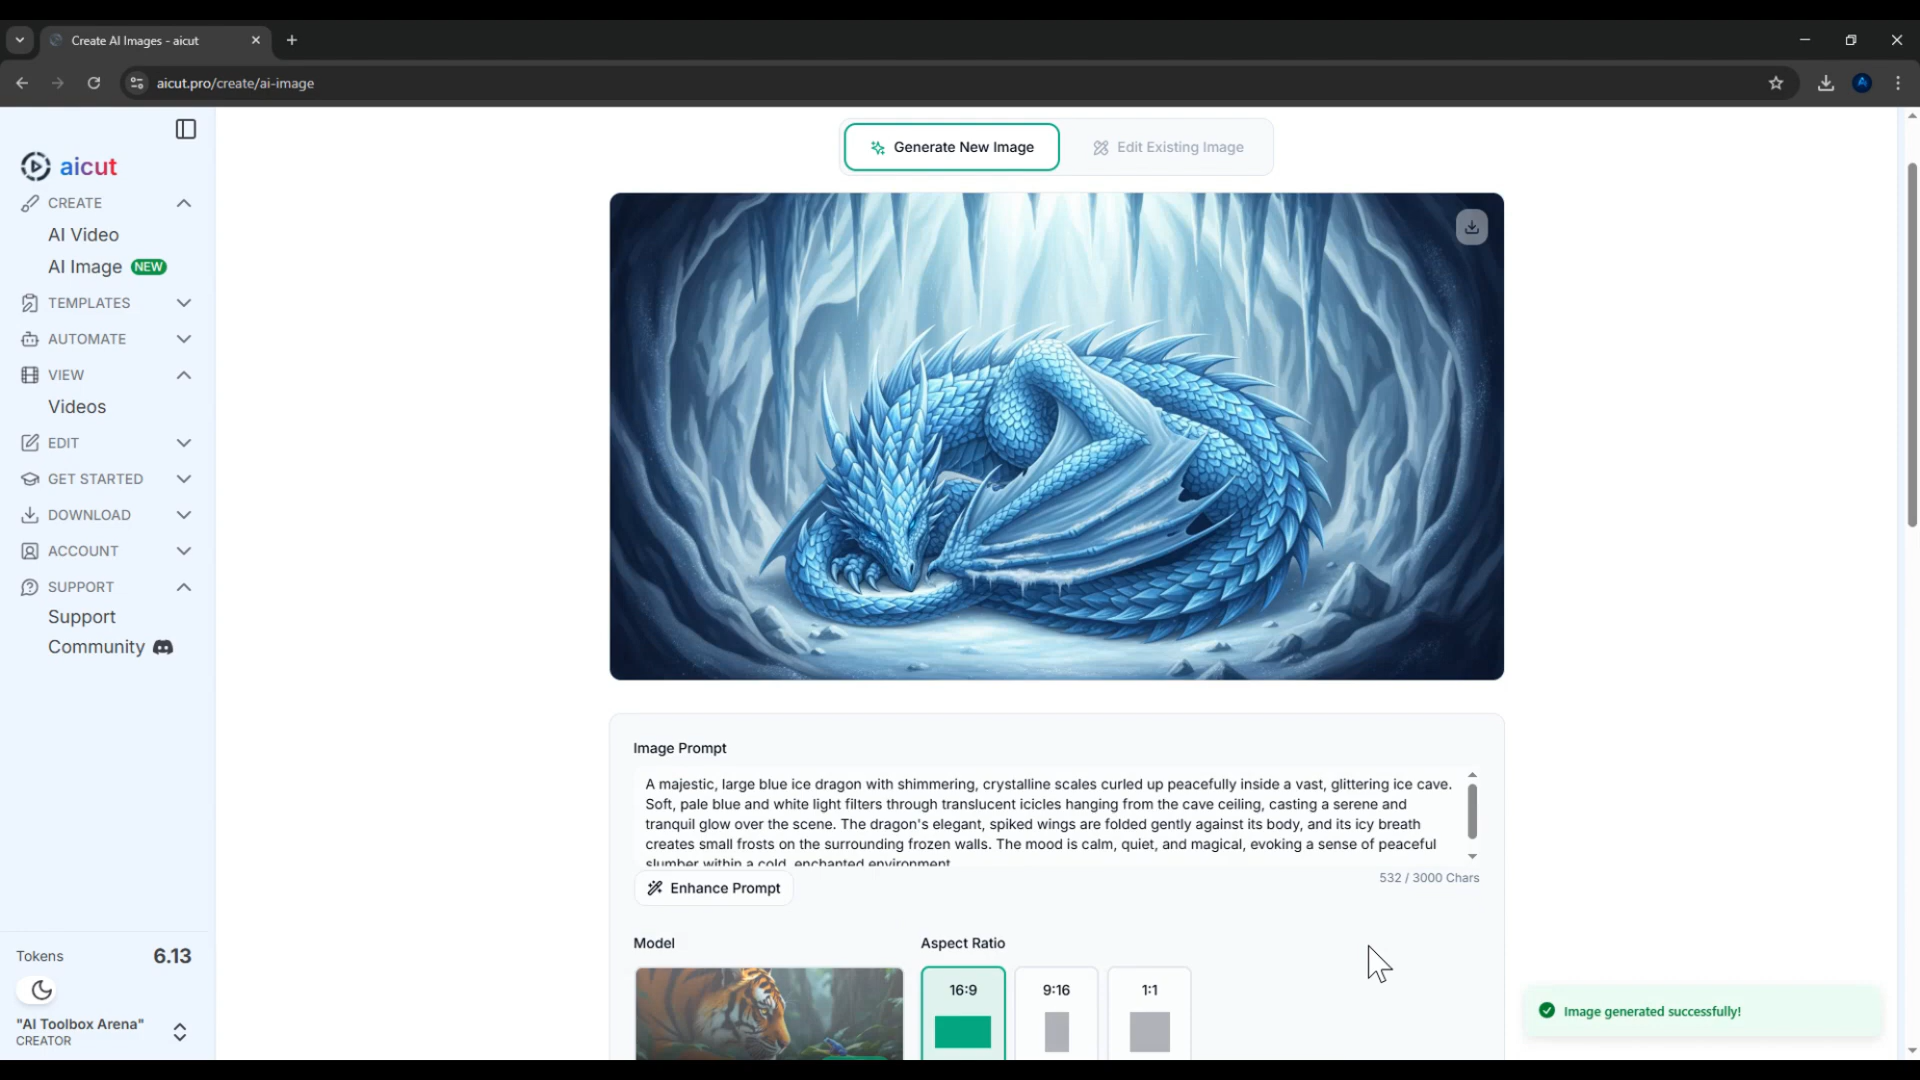 Create AI Images - aicut
aicut.pro/create/ai-image
aicut
CREATE
AI Video
AI Image NEW
TEMPLATES
AUTOMATE
VIEW
Videos
EDIT
GET STARTED
DOWNLOAD
ACCOUNT
SUPPORT
Support
Community
Tokens 6.13
"AI Toolbox Arena"
CREATOR
Generate New Image
Edit Existing Image
Image Prompt
A majestic, large blue ice dragon with shimmering, crystalline scales curled up peacefully inside a vast, glittering ice cave.
Soft, pale blue and white light filters through translucent icicles hanging from the cave ceiling, casting a serene and
tranquil glow over the scene. The dragon's elegant, spiked wings are folded gently against its body, and its icy breath
creates small frosts on the surrounding frozen walls. The mood is calm, quiet, and magical, evoking a sense of peaceful
slumber within a cold, enchanted environment
532 / 3000 Chars
Enhance Prompt
Model
Aspect Ratio
16:9
9:16
1:1
Image generated successfully!